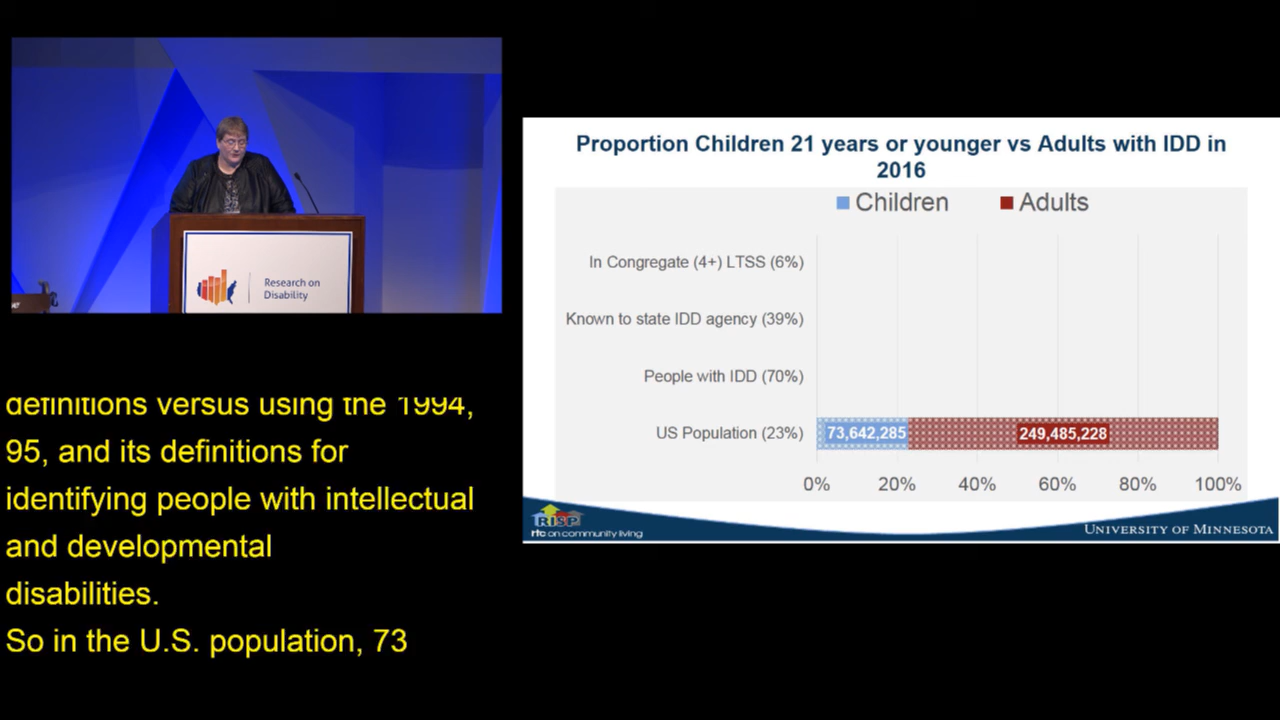 Research on
Disability
definitions versus using the 1994,
95, and its definitions for
identifying people with intellectual
and developmental
disabilities.
So in the U.S. population, 73
Proportion Children 21 years or younger vs Adults with IDD in
2016
Children Adults
In Congregate (4+) LTSS (6%)
Known to state IDD agency (39%)
People with IDD (70%)
US Population (23%) 73,642,285 249,485,228
0% 20% 40% 60% 80% 100%
RISP
rtc on community living
UNIVERSITY OF MINNESOTA